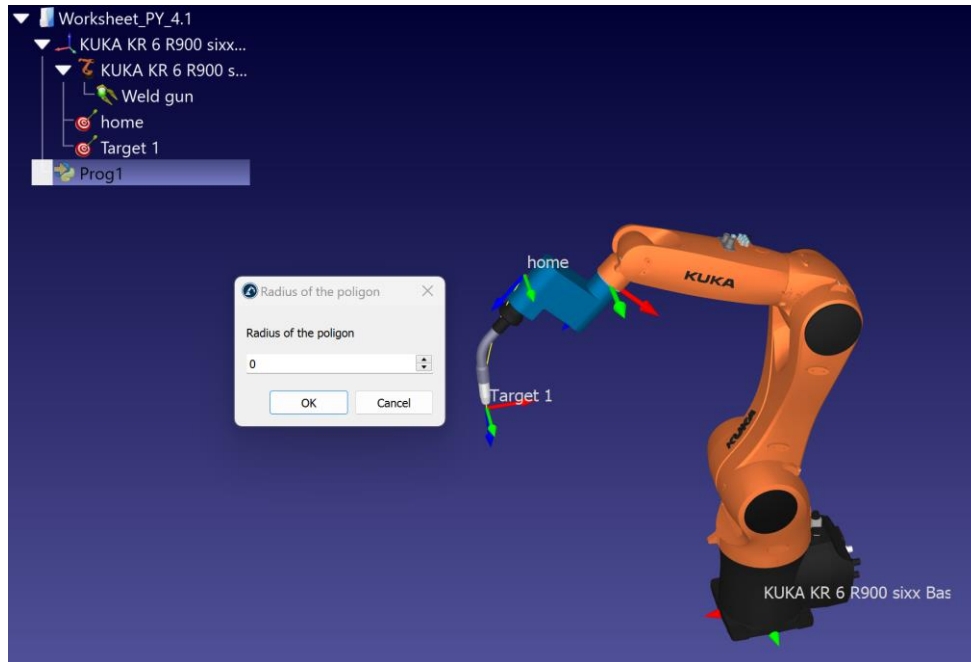 Worksheet_PY_4.1
KUKA KR 6 R900 sixx...
KUKA KR 6 R900 s...
Weld gun
home
Target 1
Prog1
home
KUKA
Radius of the poligon
Radius of the poligon
0
OK
Cancel
Target 1
KUKA
KUKA KR 6 R900 sixx Bas